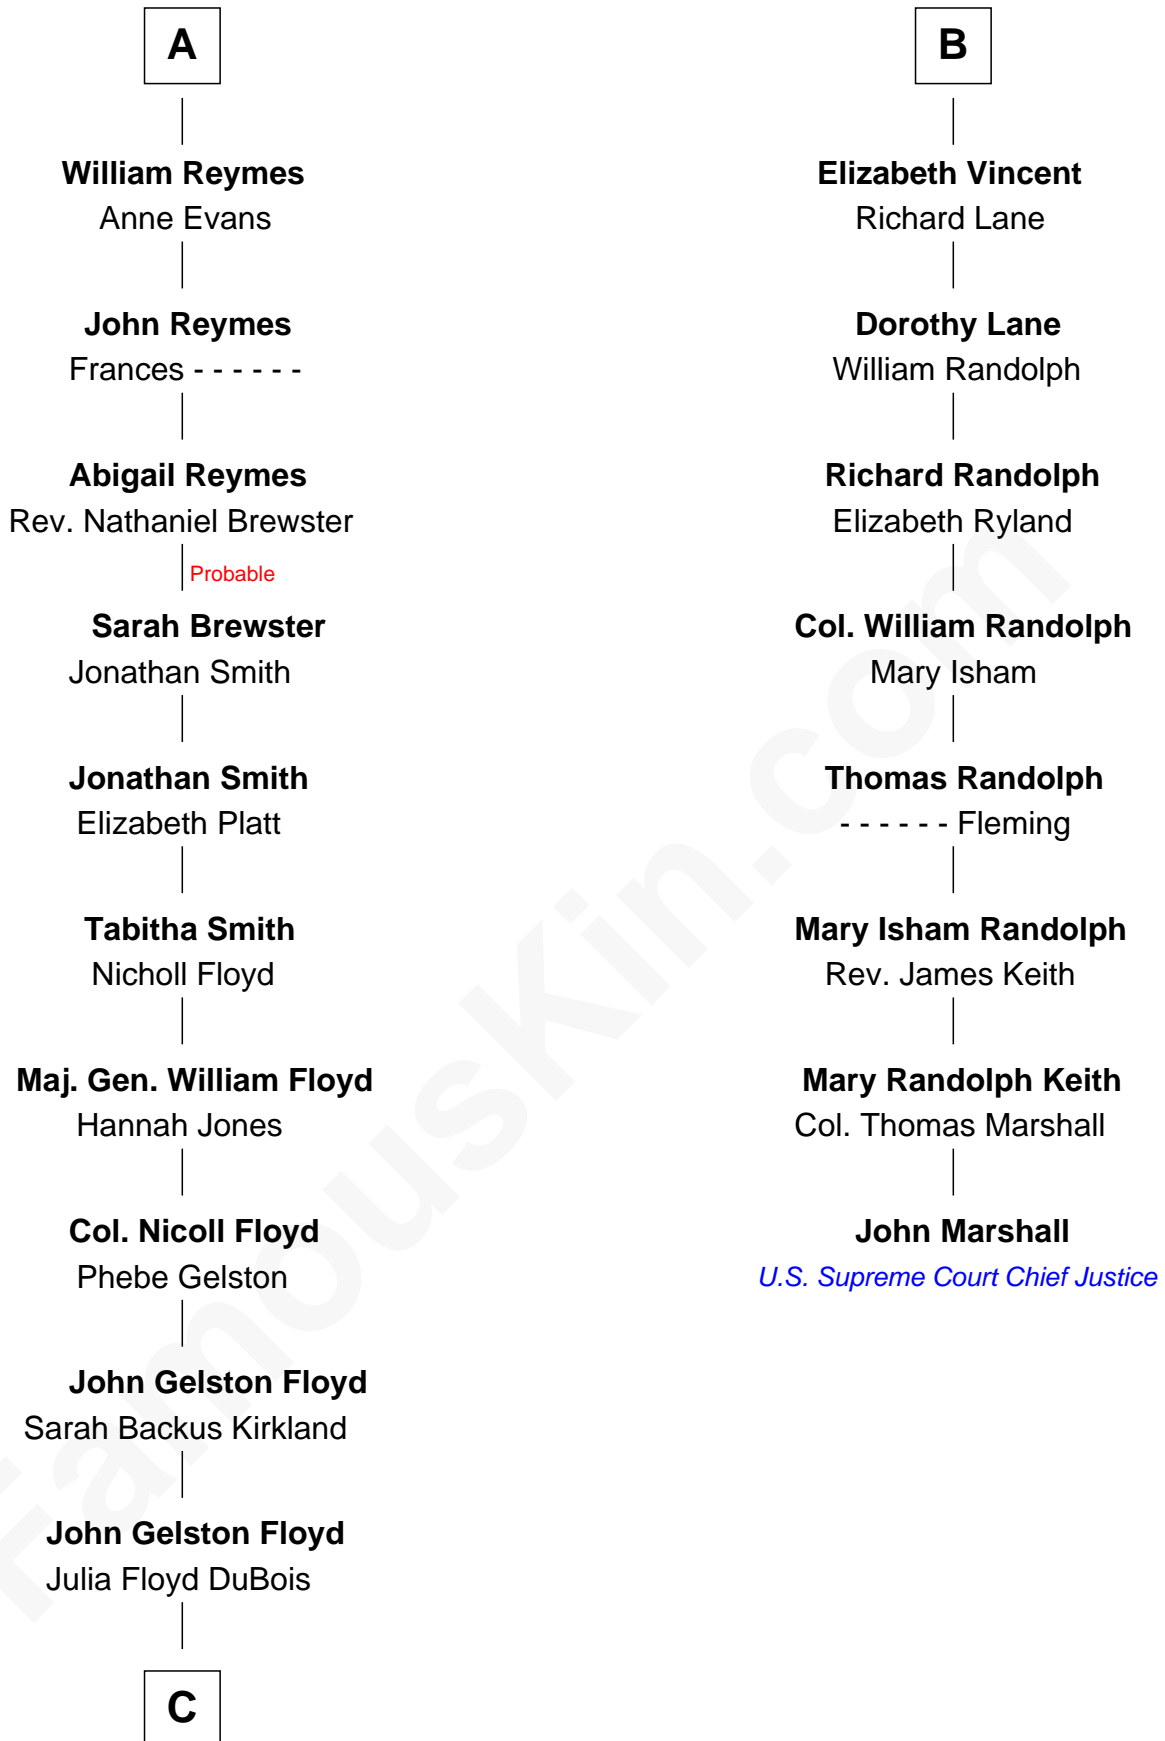 A
William Reymes
Anne Evans
John Reymes
Frances - - - - - -
Abigail Reymes
Rev. Nathaniel Brewster
Probable
Sarah Brewster
Jonathan Smith
Jonathan Smith
Elizabeth Platt
Tabitha Smith
Nicholl Floyd
Maj. Gen. William Floyd
Hannah Jones
Col. Nicoll Floyd
Phebe Gelston
John Gelston Floyd
Sarah Backus Kirkland
John Gelston Floyd
Julia Floyd DuBois
C
B
Elizabeth Vincent
Richard Lane
Dorothy Lane
William Randolph
Richard Randolph
Elizabeth Ryland
Col. William Randolph
Mary Isham
Thomas Randolph
- - - - - - Fleming
Mary Isham Randolph
Rev. James Keith
Mary Randolph Keith
Col. Thomas Marshall
John Marshall
U.S. Supreme Court Chief Justice
FamousKin.com